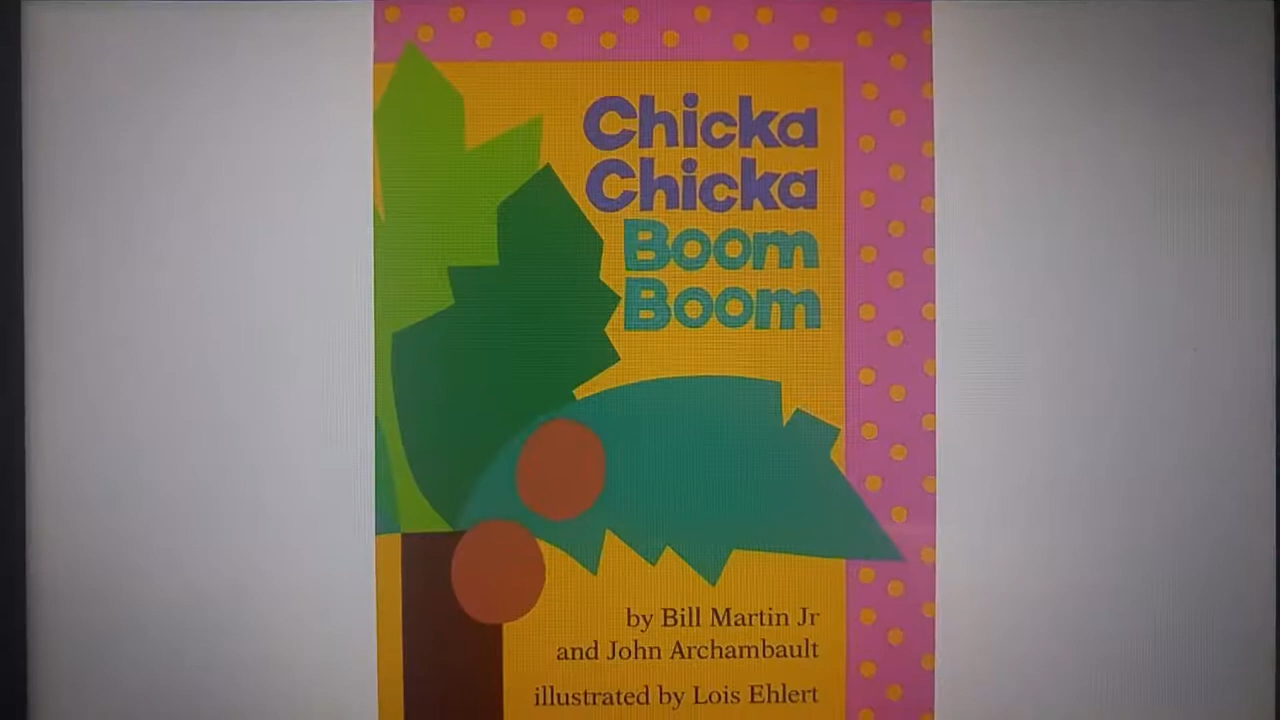 Chicka
Chicka
Boom
Boom
by Bill Martin Jr
and John Archambault
illustrated by Lois Ehlert